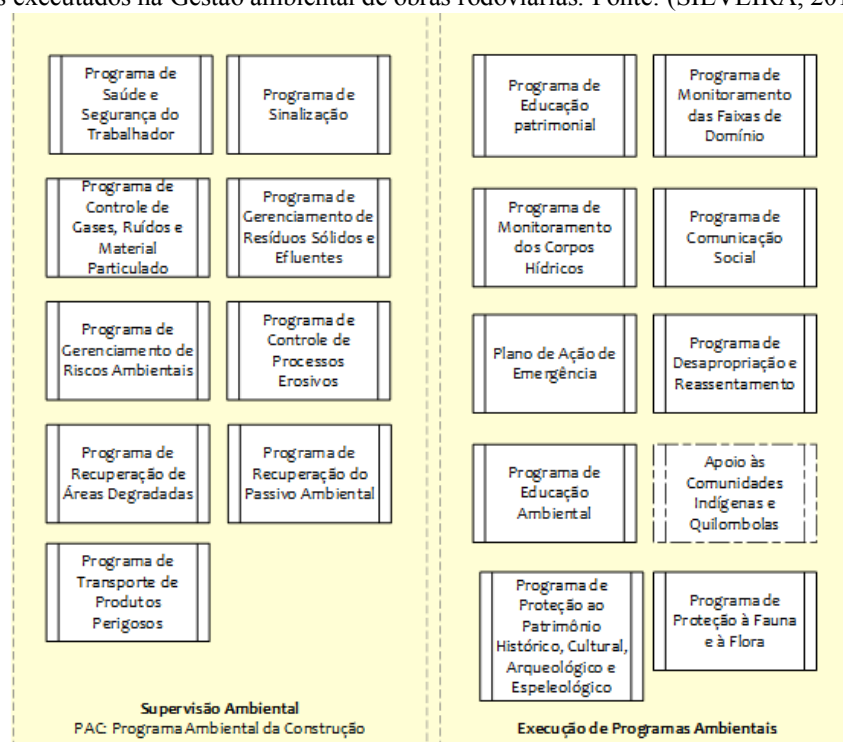 s executados na Gestão ambiental de obras rodoviárias. Fonte: (SILVEIRA, 201
Programa de
Saúde e
Segurança do
Trabalhador
Programa de
Sinalização
Programa de
Controle de
Gases, Ruídos e
Material
Particulado
Programa de
Gerenciamento de
Resíduos Sólidos e
Efluentes
Programa de
Gerenciamento de
Riscos Ambientais
Programa de
Controle de
Processos
Erosivos
Programa de
Recuperação de
Áreas Degradadas
Programa de
Recuperação do
Passivo Ambiental
Programa de
Transporte de
Produtos
Perigosos
Supervisão Ambiental
PAC: Programa Ambiental da Construção
Programa de
Educação
patrimonial
Programa de
Monitoramento
das Faixas de
Domínio
Programa de
Monitoramento
dos Corpos
Hídricos
Programa de
Comunicação
Social
Plano de Ação de
Emergência
Programa de
Desapropriação e
Reassentamento
Programa de
Educação
Ambiental
Apoio às
Comunidades
Indígenas e
Quilombolas
Programa de
Proteção ao
Patrimônio
Histórico, Cultural,
Arqueológico e
Espeleológico
Programa de
Proteção à Fauna
e à Flora
Execução de Programas Ambientais